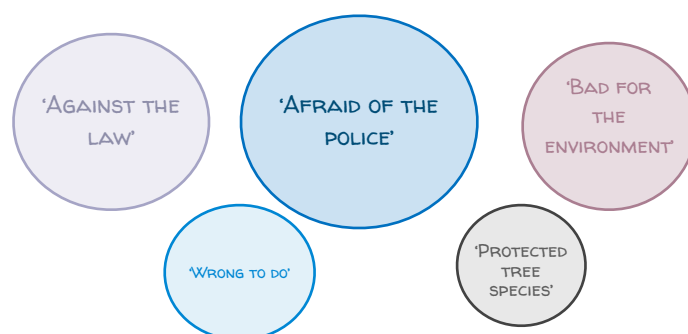 ‘AGAINST THE
LAW’
‘AFRAID OF THE
POLICE’
‘BAD FOR
THE
ENVIRONMENT’
‘WRONG TO DO’
‘PROTECTED
TREE
SPECIES’